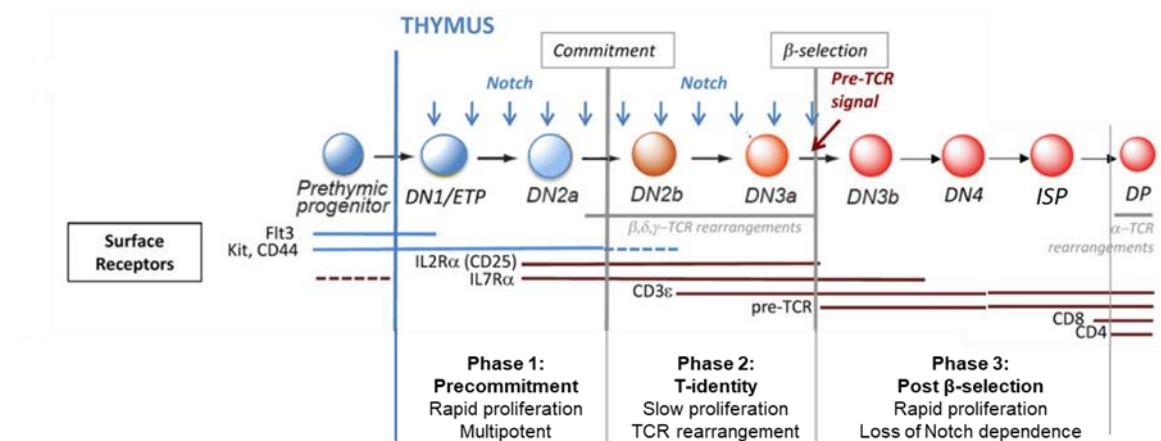 THYMUS
Commitment
β-selection
Notch
Notch
Pre-TCR
signal
Prethymic
progenitor
DN1/ETP
DN2a
DN2b
DN3a
DN3b
DN4
ISP
DP
β,δ,γ-TCR rearrangements
α-TCR
rearrangements
Surface
Receptors
Flt3
Kit, CD44
IL2Rα (CD25)
IL7Rα
CD3ε
pre-TCR
CD8
CD4
Phase 1:
Precommitment
Rapid proliferation
Multipotent
Phase 2:
T-identity
Slow proliferation
TCR rearrangement
Phase 3:
Post β-selection
Rapid proliferation
Loss of Notch dependence